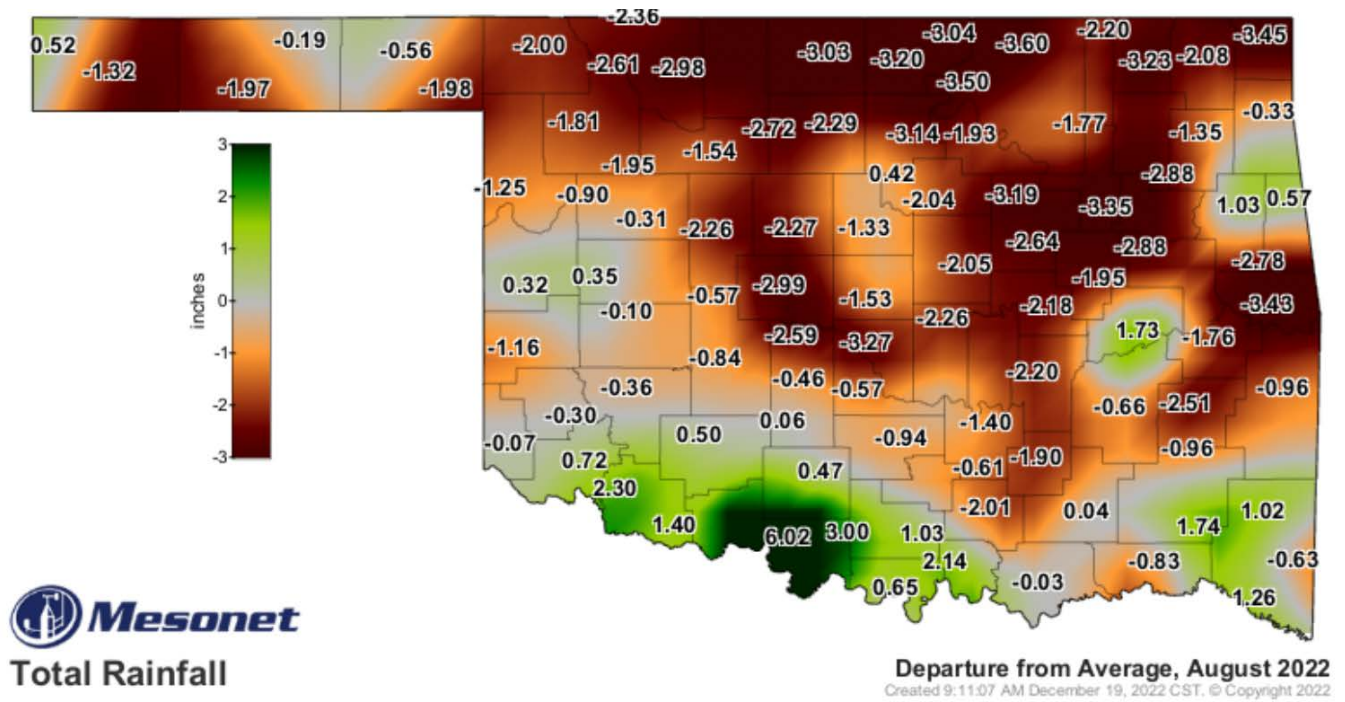 -2.36
0.52 -0.19 -0.56 -2.00 -3.03 -3.20 -3.04 -3.60 -2.20 -3.45
-1.32 -1.97 -1.98 -2.61 -2.98 -3.50 -3.23 -2.08
-1.81 -2.72 -2.29 -3.14 -1.93 -1.77 -1.35 -0.33
-1.95 -1.54 0.42 -2.88
-1.25 -0.90 -2.04 -3.19 -3.35 1.03 0.57
-0.31 -2.26 -2.27 -1.33 -2.64 -2.88
0.32 0.35 -2.99 -2.05 -1.95 -2.78
-0.10 -0.57 -1.53 -2.26 -2.18 -3.43
-1.16 -0.84 -2.59 -3.27 1.73 -1.76
-0.36 -0.46 -0.57 -2.20 -0.66 -2.51 -0.96
-0.07 -0.30 0.50 0.06 -0.94 -1.40 -0.96
0.72 0.47 -0.61 -1.90
2.30 1.40 6.02 3.00 1.03 -2.01 0.04 1.74 1.02
0.65 2.14 -0.03 -0.83 -0.63
1.26
3
2
1
0
-1
-2
-3
inches
Mesonet
Total Rainfall
Departure from Average, August 2022
Created 9:11:07 AM December 19, 2022 CST. © Copyright 2022